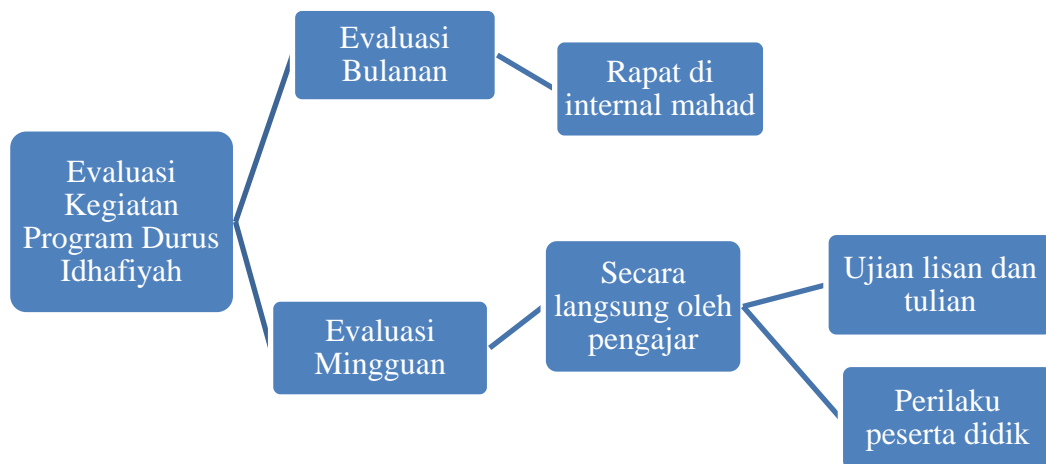 Evaluasi
Kegiatan
Program Durus
Idhafiyah
Evaluasi
Bulanan
Rapat di
internal mahad
Evaluasi
Mingguan
Secara
langsung oleh
pengajar
Ujian lisan dan
tulian
Perilaku
peserta didik